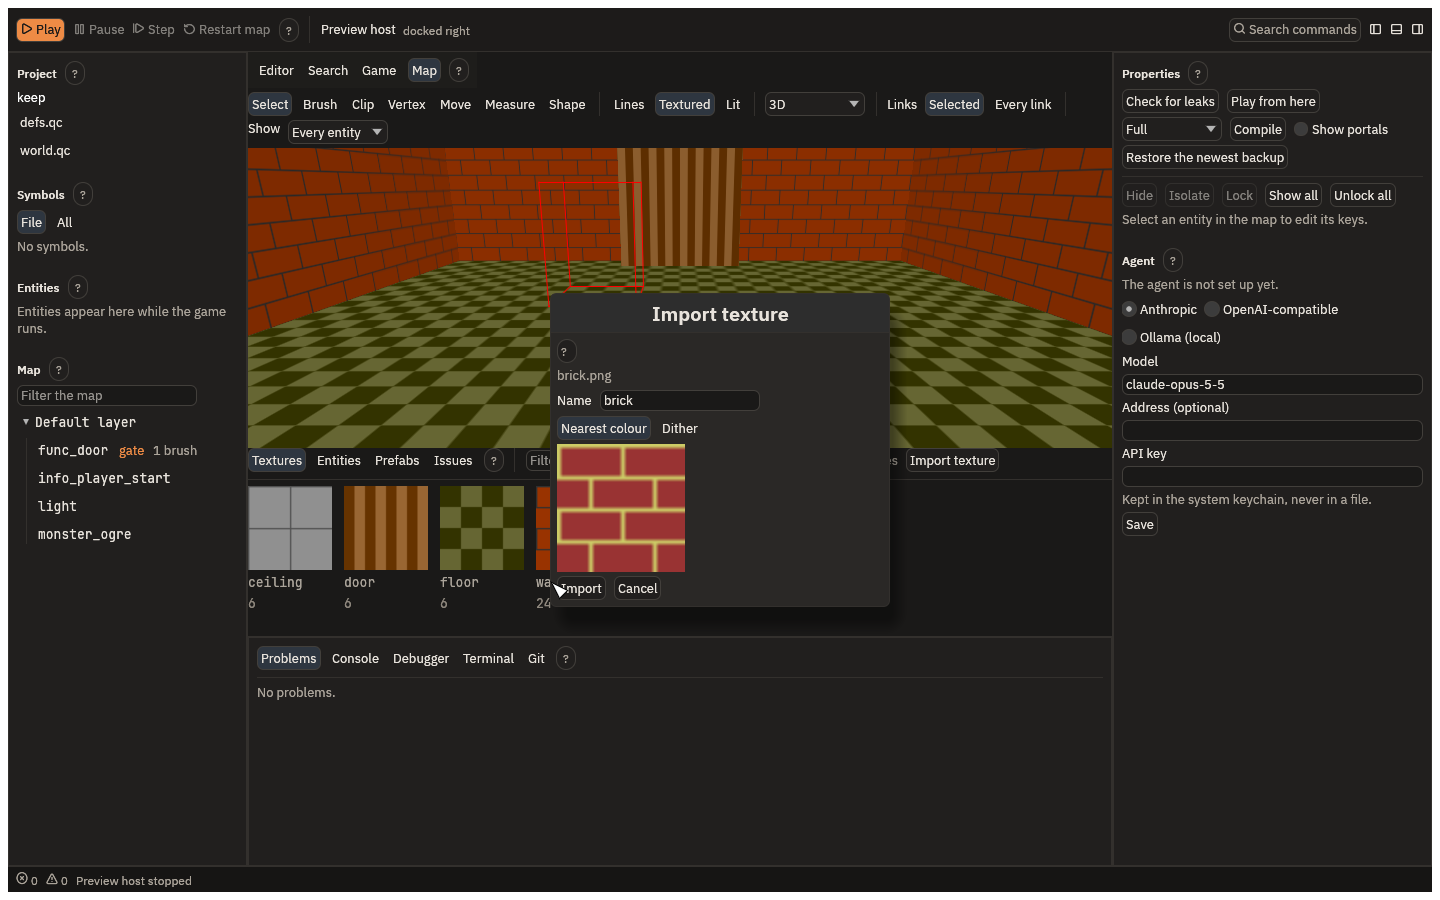 Play Pause Step Restart map ? Preview host docked right Search commands
Project ?
keep
defs.qc
world.qc
Symbols ?
File All
No symbols.
Entities ?
Entities appear here while the game
runs.
Map ?
Filter the map
Default layer
func_door gate 1 brush
info_player_start
light
monster_ogre
Editor Search Game Map ?
Select Brush Clip Vertex Move Measure Shape Lines Textured Lit 3D Links Selected Every link
Show Every entity
Import texture
?
brick.png
Name brick
Nearest colour Dither
Import Cancel
Textures Entities Prefabs Issues ? Import texture
ceiling door floor
6 6 6 24
Problems Console Debugger Terminal Git ?
No problems.
Properties ?
Check for leaks Play from here
Full Compile Show portals
Restore the newest backup
Hide Isolate Lock Show all Unlock all
Select an entity in the map to edit its keys.
Agent ?
The agent is not set up yet.
Anthropic OpenAI-compatible
Ollama (local)
Model
claude-opus-5-5
Address (optional)
API key
Kept in the system keychain, never in a file.
Save
0 0 Preview host stopped